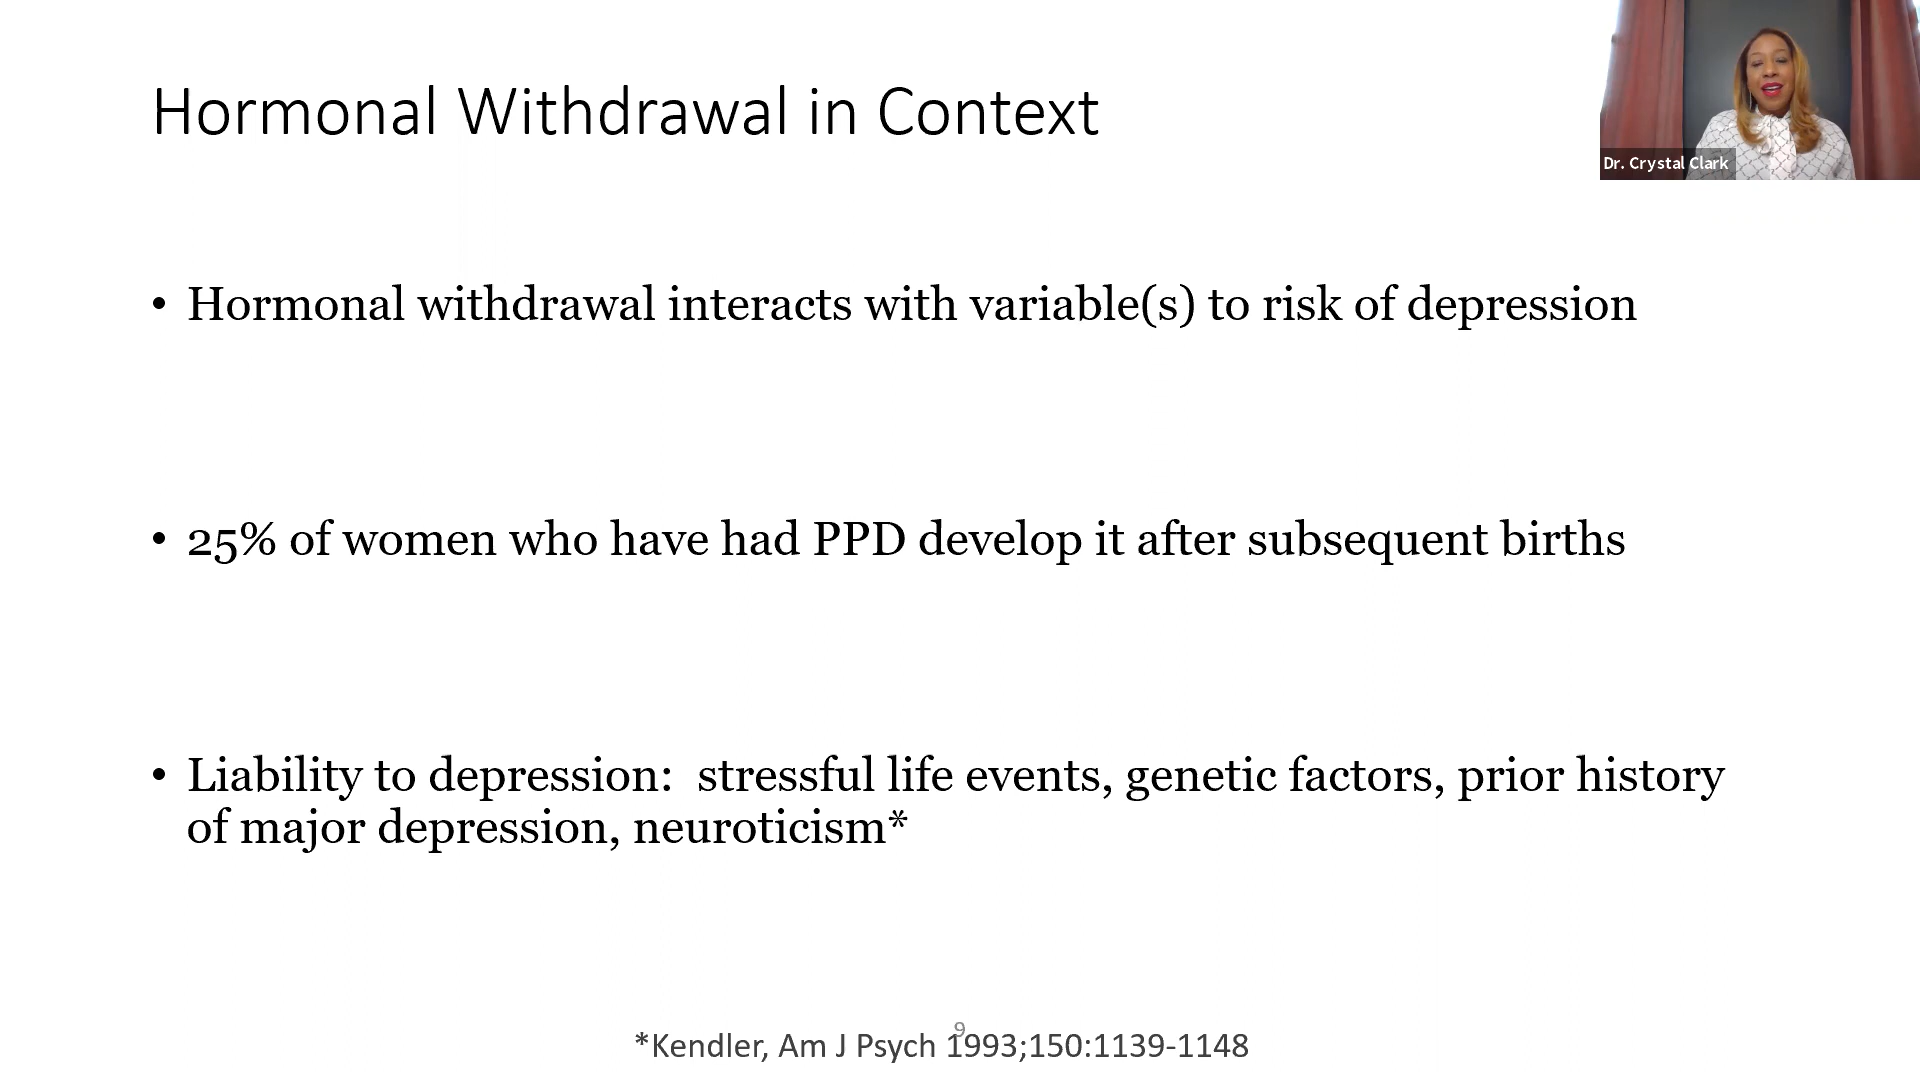 Hormonal Withdrawal in Context
Dr. Crystal Clark
• Hormonal withdrawal interacts with variable(s) to risk of depression
• 25% of women who have had PPD develop it after subsequent births
• Liability to depression:  stressful life events, genetic factors, prior history
of major depression, neuroticism*
9
*Kendler, Am J Psych 1993;150:1139-1148